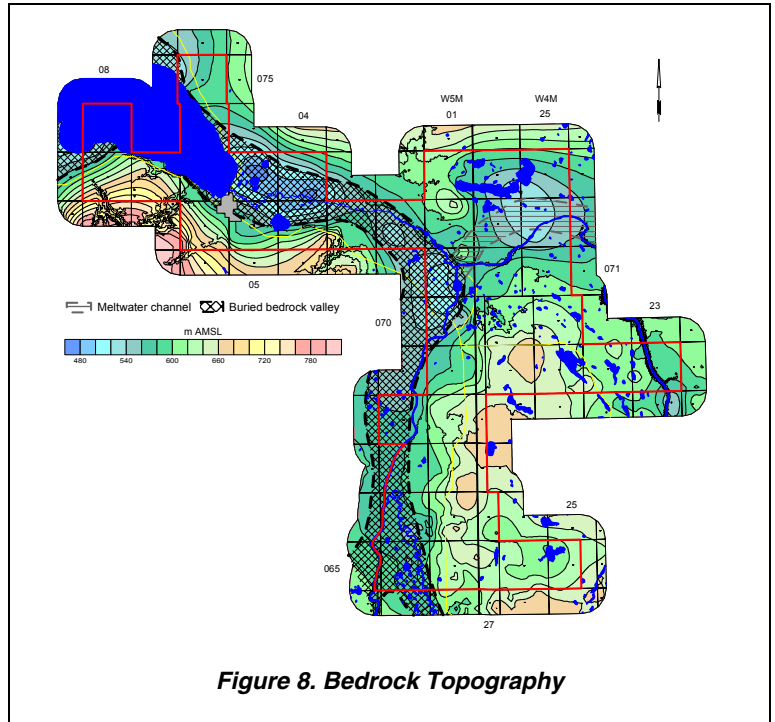 08
075
W5M W4M
04 01 25
05
071
Meltwater channel Buried bedrock valley
23
070
m AMSL
480 540 600 660 720 780
25
065
27
Figure 8. Bedrock Topography